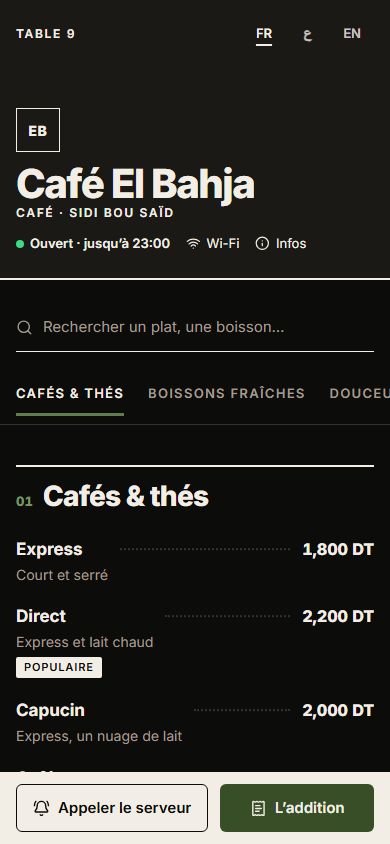 TABLE 9
FR ع EN
EB
Café El Bahja
CAFÉ · SIDI BOU SAÏD
Ouvert · jusqu’à 23:00 Wi-Fi Infos
Rechercher un plat, une boisson...
CAFÉS & THÉS BOISSONS FRAÎCHES DOUCEU
01 Cafés & thés
Express 1,800 DT
Court et serré
Direct 2,200 DT
Express et lait chaud
POPULAIRE
Capucin 2,000 DT
Express, un nuage de lait
Appeler le serveur L’addition